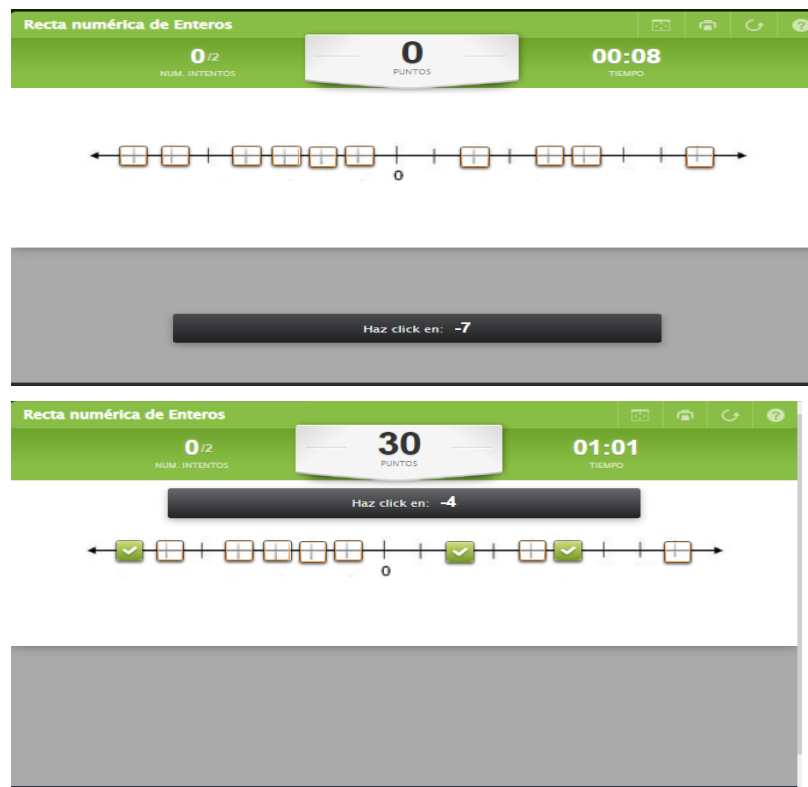 Recta numérica de Enteros
0/2
NUM. INTENTOS
0
PUNTOS
00:08
TIEMPO
0
Haz click en: -7
Recta numérica de Enteros
0/2
NUM. INTENTOS
30
PUNTOS
01:01
TIEMPO
Haz click en: -4
0